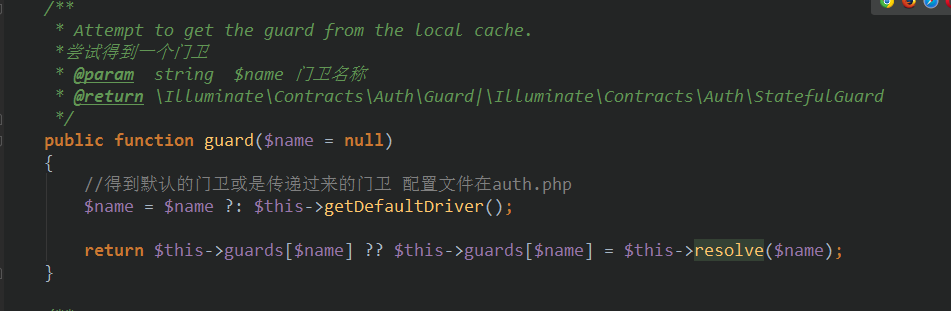 /**
* Attempt to get the guard from the local cache.
*尝试得到一个门卫
* @param  string  $name 门卫名称
* @return \Illuminate\Contracts\Auth\Guard|\Illuminate\Contracts\Auth\StatefulGuard
*/
public function guard($name = null)
{
//得到默认的门卫或是传递过来的门卫 配置文件在auth.php
$name = $name ?: $this->getDefaultDriver();
return $this->guards[$name] ?? $this->guards[$name] = $this->resolve($name);
}